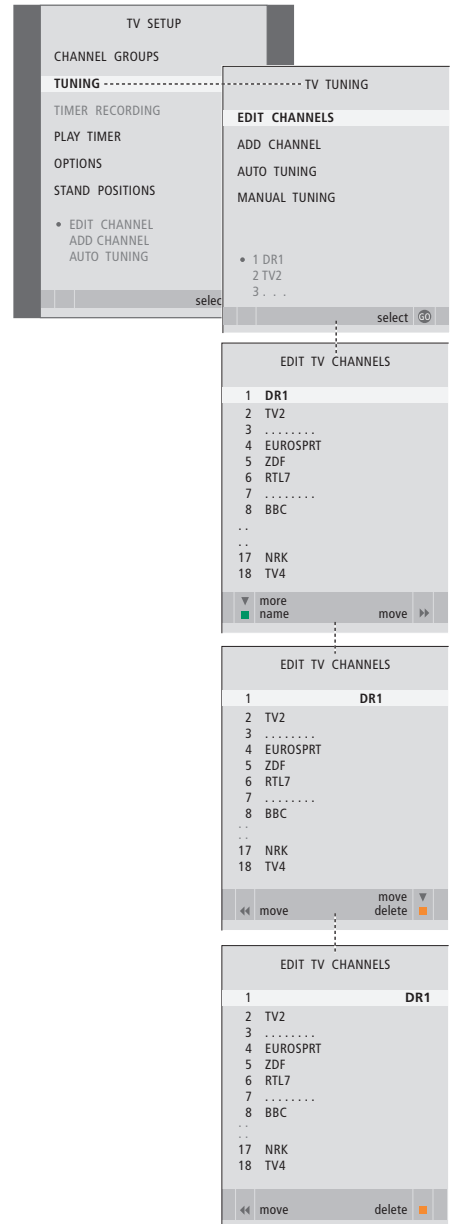 TV SETUP
CHANNEL GROUPS
TUNING
TIMER RECORDING
PLAY TIMER
OPTIONS
STAND POSITIONS
• EDIT CHANNEL
ADD CHANNEL
AUTO TUNING
selec
TV TUNING
EDIT CHANNELS
ADD CHANNEL
AUTO TUNING
MANUAL TUNING
• 1 DR1
2 TV2
3 . . .
select GO
EDIT TV CHANNELS
1 DR1
2 TV2
3 . . . . . . . .
4 EUROSPRT
5 ZDF
6 RTL7
7 . . . . . . . .
8 BBC
. .
. .
17 NRK
18 TV4
▼ more
■ name move ▶▶
EDIT TV CHANNELS
1 DR1
2 TV2
3 . . . . . . . .
4 EUROSPRT
5 ZDF
6 RTL7
7 . . . . . . . .
8 BBC
. .
. .
17 NRK
18 TV4
move ▼
◀◀ move delete ■
EDIT TV CHANNELS
1 DR1
2 TV2
3 . . . . . . . .
4 EUROSPRT
5 ZDF
6 RTL7
7 . . . . . . . .
8 BBC
. .
. .
17 NRK
18 TV4
◀◀ move delete ■